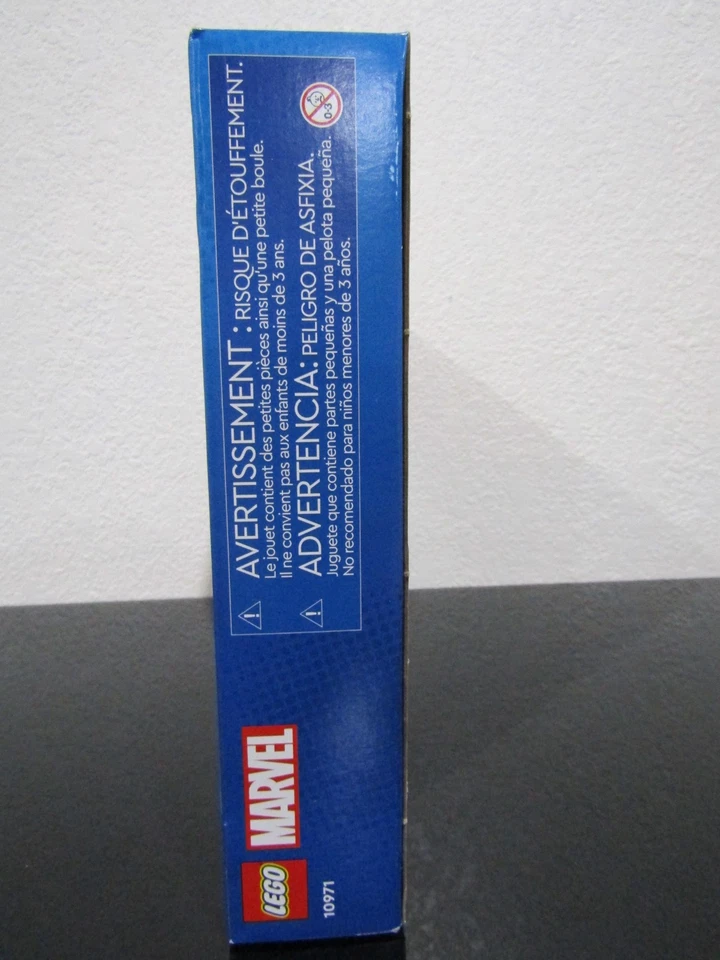 LEGO
MARVEL
10971
AVERTISSEMENT : RISQUE D'ÉTOUFFEMENT.
Le jouet contient des petites pièces ainsi qu'une petite boule.
Il ne convient pas aux enfants de moins de 3 ans.
ADVERTENCIA: PELIGRO DE ASFIXIA.
Juguete que contiene partes pequeñas y una pelota pequeña.
No recomendado para niños menores de 3 años.
0-3